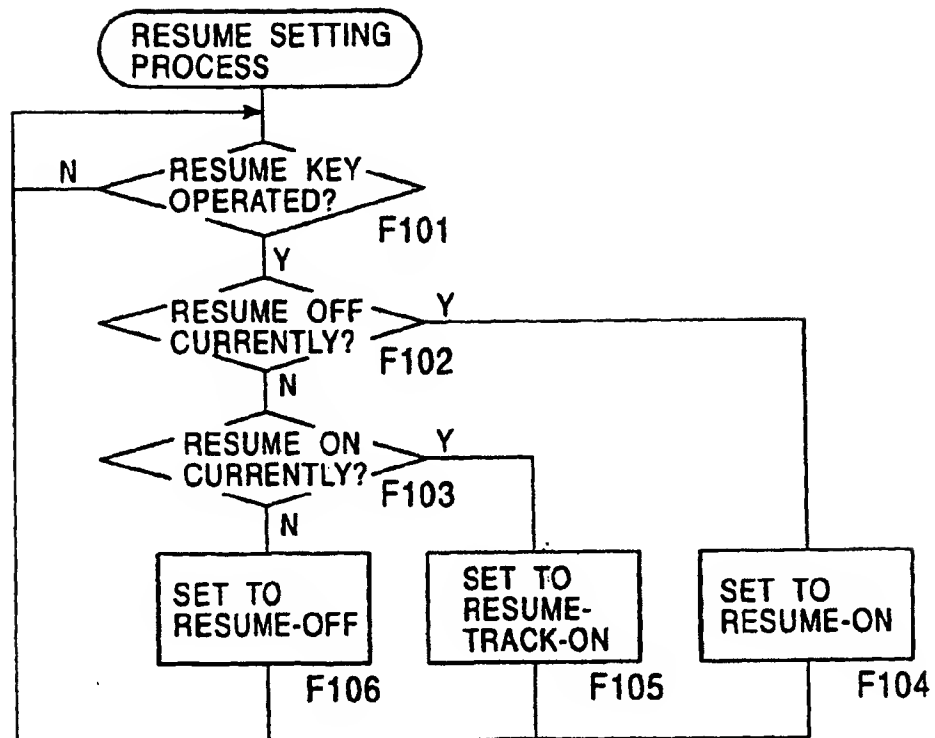 RESUME SETTING
PROCESS
N
RESUME KEY
OPERATED?
F101
Y
RESUME OFF
CURRENTLY?
Y
F102
N
RESUME ON
CURRENTLY?
Y
F103
N
SET TO
RESUME-OFF
F106
SET TO
RESUME-
TRACK-ON
F105
SET TO
RESUME-ON
F104